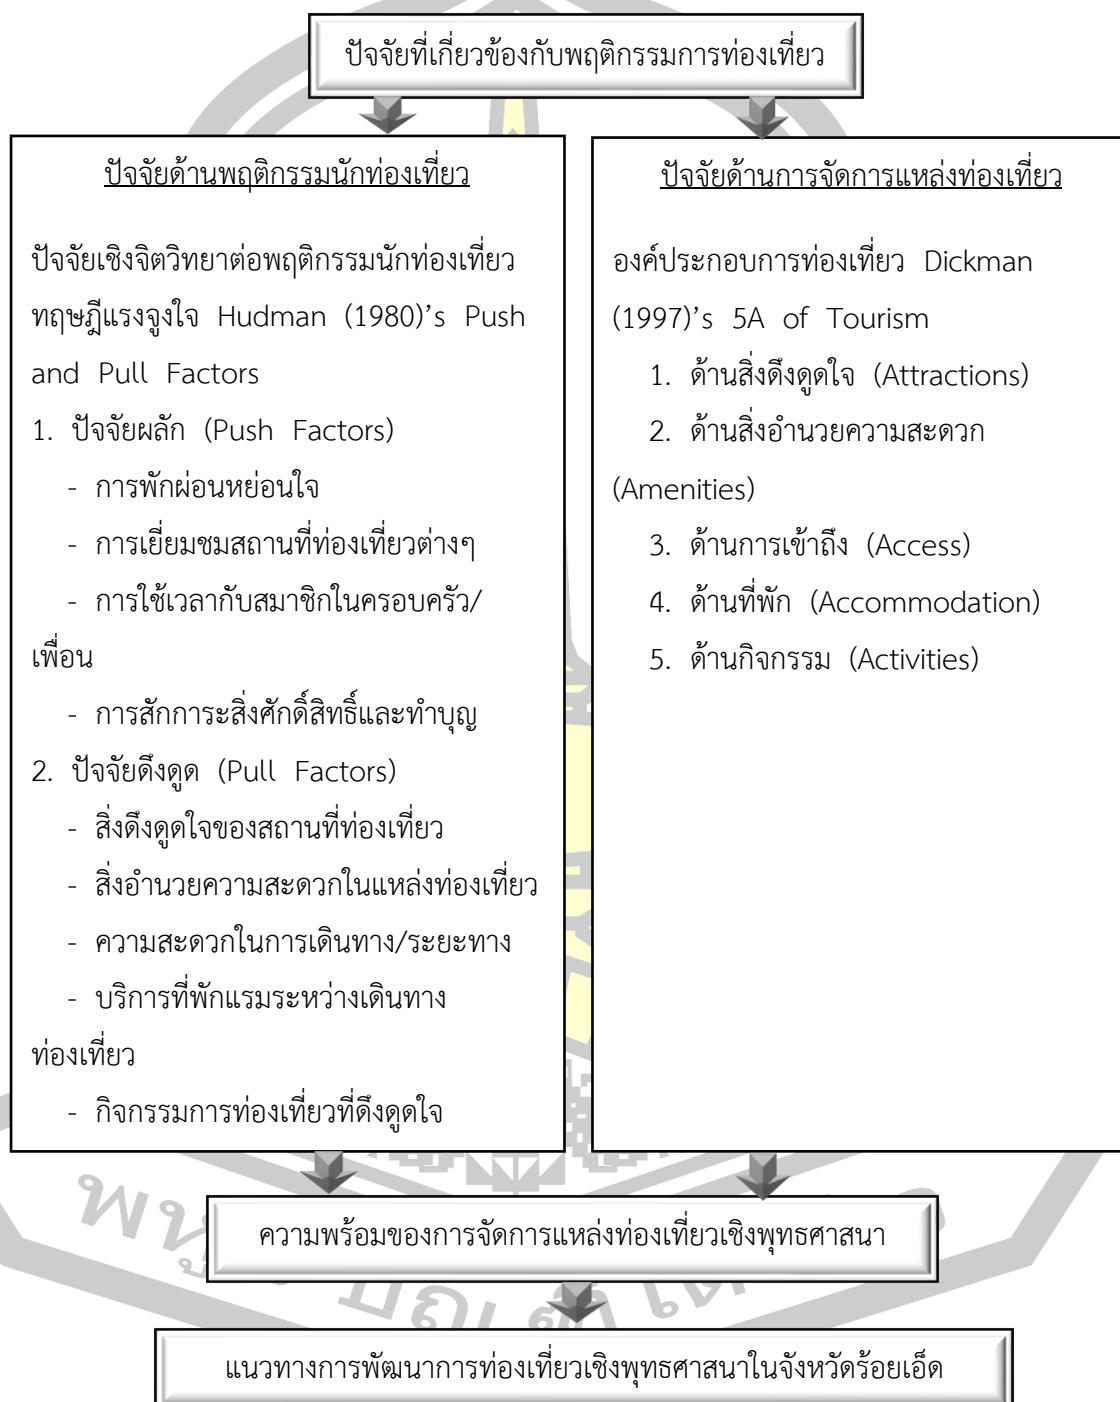 ปัจจัยที่เกี่ยวข้องกับพฤติกรรมการท่องเที่ยว
ปัจจัยด้านพฤติกรรมนักท่องเที่ยว
ปัจจัยเชิงจิตวิทยาต่อพฤติกรรมนักท่องเที่ยว
ทฤษฎีแรงจูงใจ Hudman (1980)’s Push
and Pull Factors
1. ปัจจัยผลัก (Push Factors)
- การพักผ่อนหย่อนใจ
- การเยี่ยมชมสถานที่ท่องเที่ยวต่างๆ
- การใช้เวลากับสมาชิกในครอบครัว/
เพื่อน
- การสักการะสิ่งศักดิ์สิทธิ์และทำบุญ
2. ปัจจัยดึงดูด (Pull Factors)
- สิ่งดึงดูดใจของสถานที่ท่องเที่ยว
- สิ่งอำนวยความสะดวกในแหล่งท่องเที่ยว
- ความสะดวกในการเดินทาง/ระยะทาง
- บริการที่พักแรมระหว่างเดินทาง
ท่องเที่ยว
- กิจกรรมการท่องเที่ยวที่ดึงดูดใจ
ปัจจัยด้านการจัดการแหล่งท่องเที่ยว
องค์ประกอบการท่องเที่ยว Dickman
(1997)’s 5A of Tourism
1. ด้านสิ่งดึงดูดใจ (Attractions)
2. ด้านสิ่งอำนวยความสะดวก
(Amenities)
3. ด้านการเข้าถึง (Access)
4. ด้านที่พัก (Accommodation)
5. ด้านกิจกรรม (Activities)
ความพร้อมของการจัดการแหล่งท่องเที่ยวเชิงพุทธศาสนา
แนวทางการพัฒนาการท่องเที่ยวเชิงพุทธศาสนาในจังหวัดร้อยเอ็ด